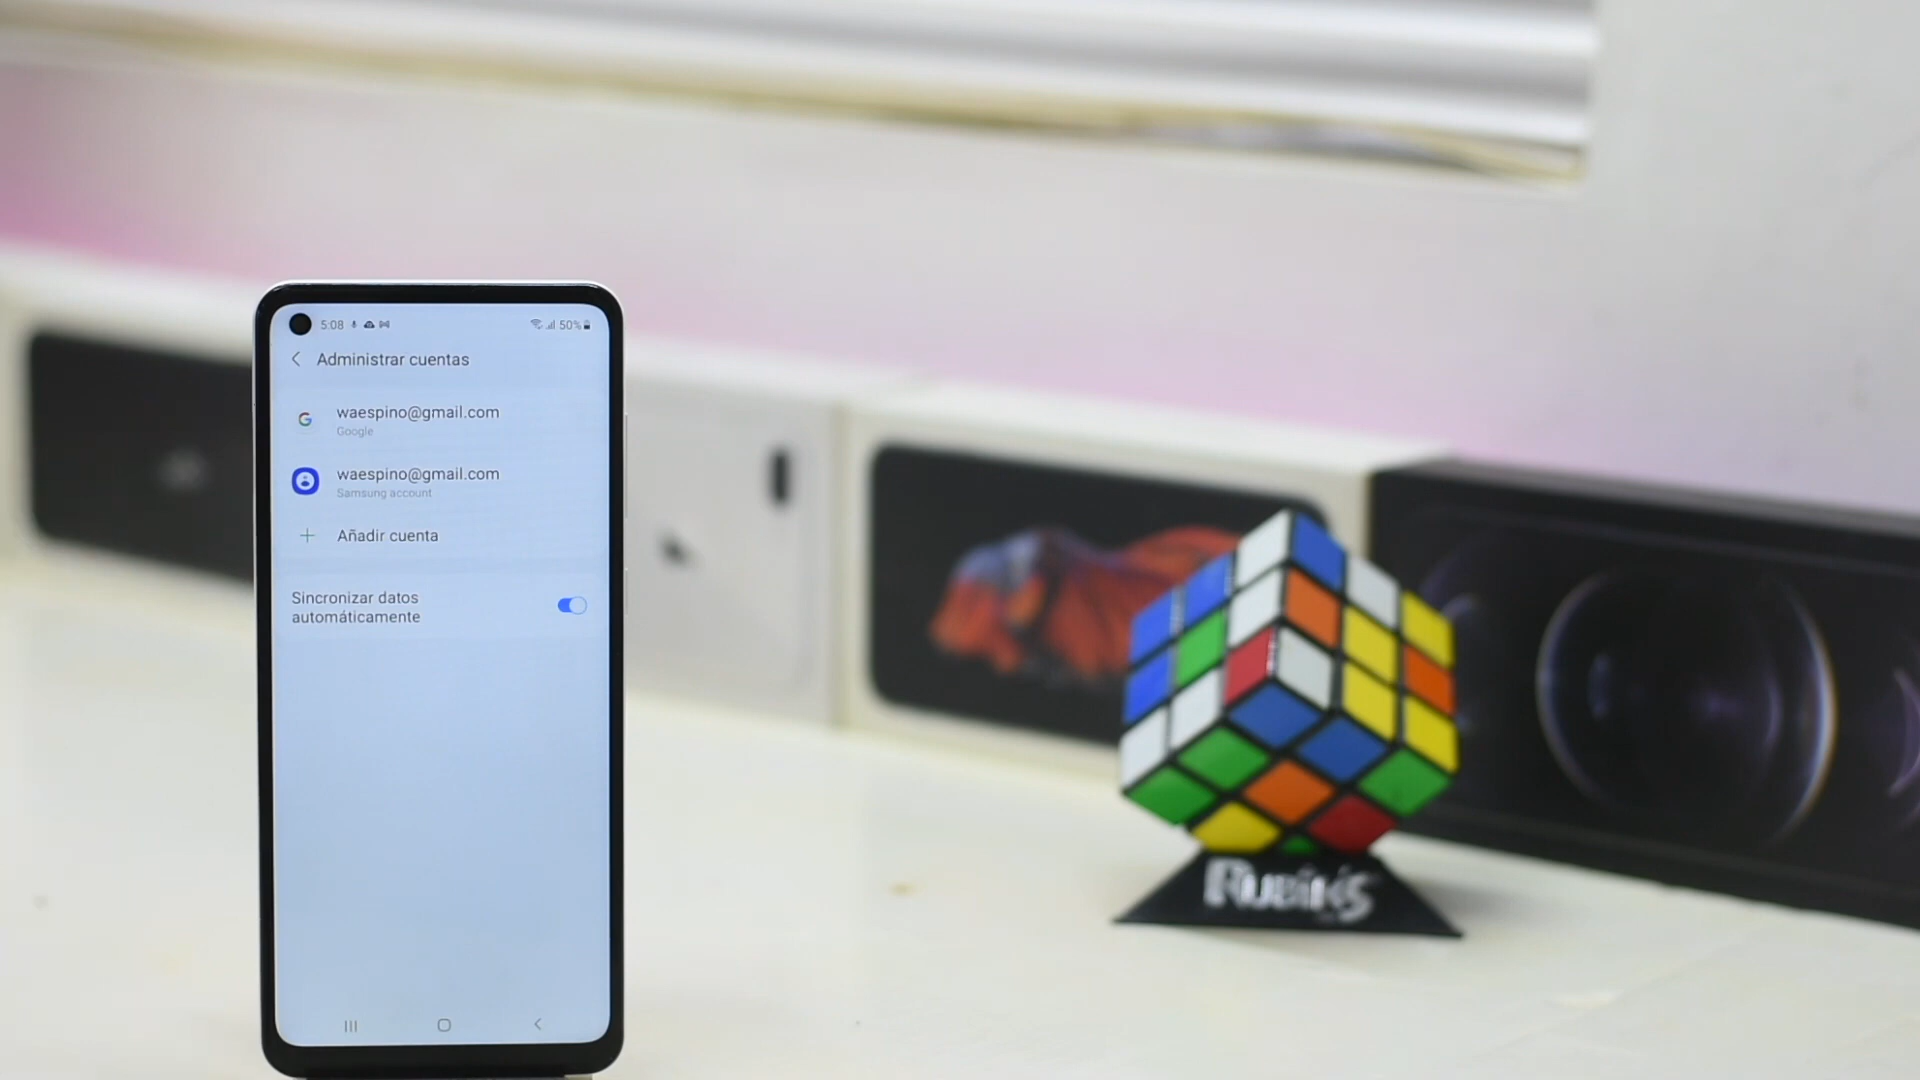 5:08
50%
Administrar cuentas
waespino@gmail.com
Google
waespino@gmail.com
Samsung account
Añadir cuenta
Sincronizar datos
automáticamente
Rubik's